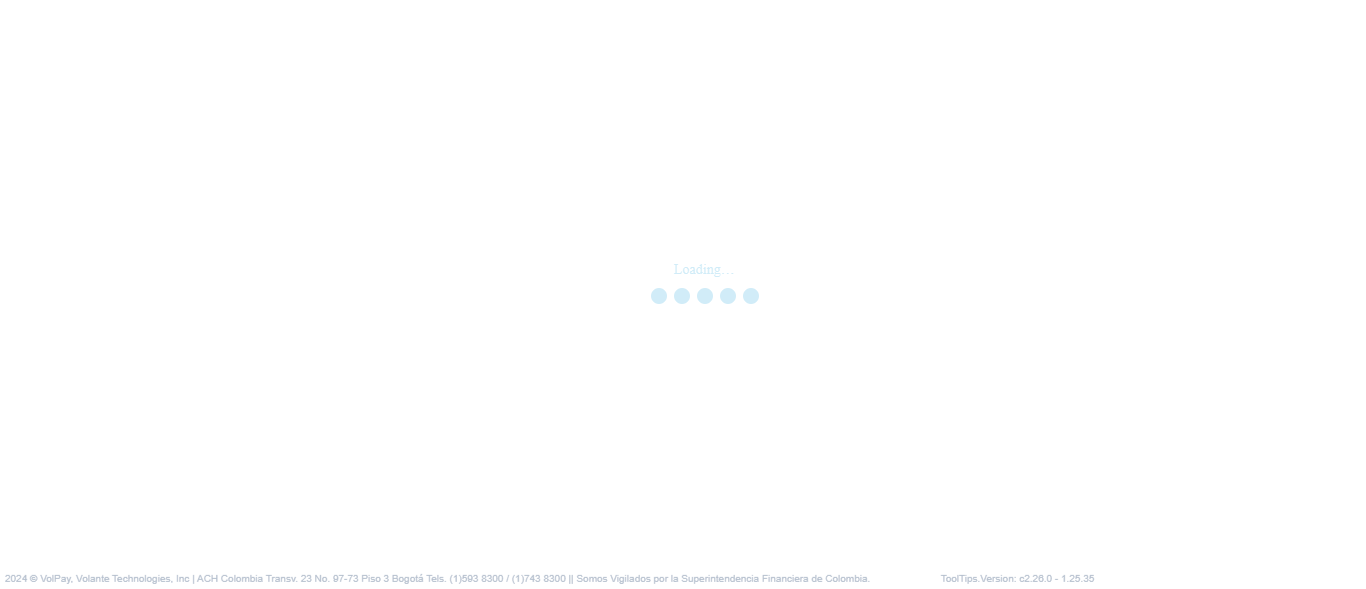 Loading...
2024 © VolPay, Volante Technologies, Inc | ACH Colombia Transv. 23 No. 97-73 Piso 3 Bogotá Tels. (1)593 8300 / (1)743 8300 || Somos Vigilados por la Superintendencia Financiera de Colombia. ToolTips.Version: c2.26.0 - 1.25.35